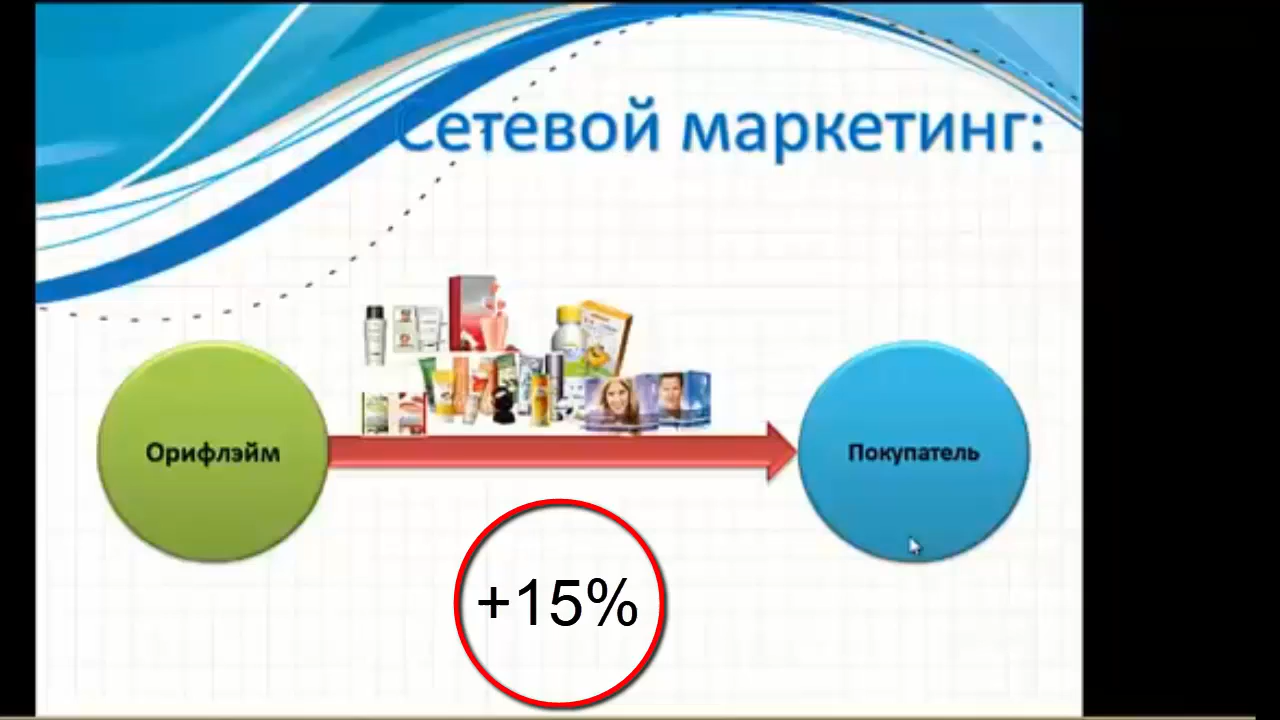 Сетевой маркетинг:
Орифлэйм
Покупатель
+15%